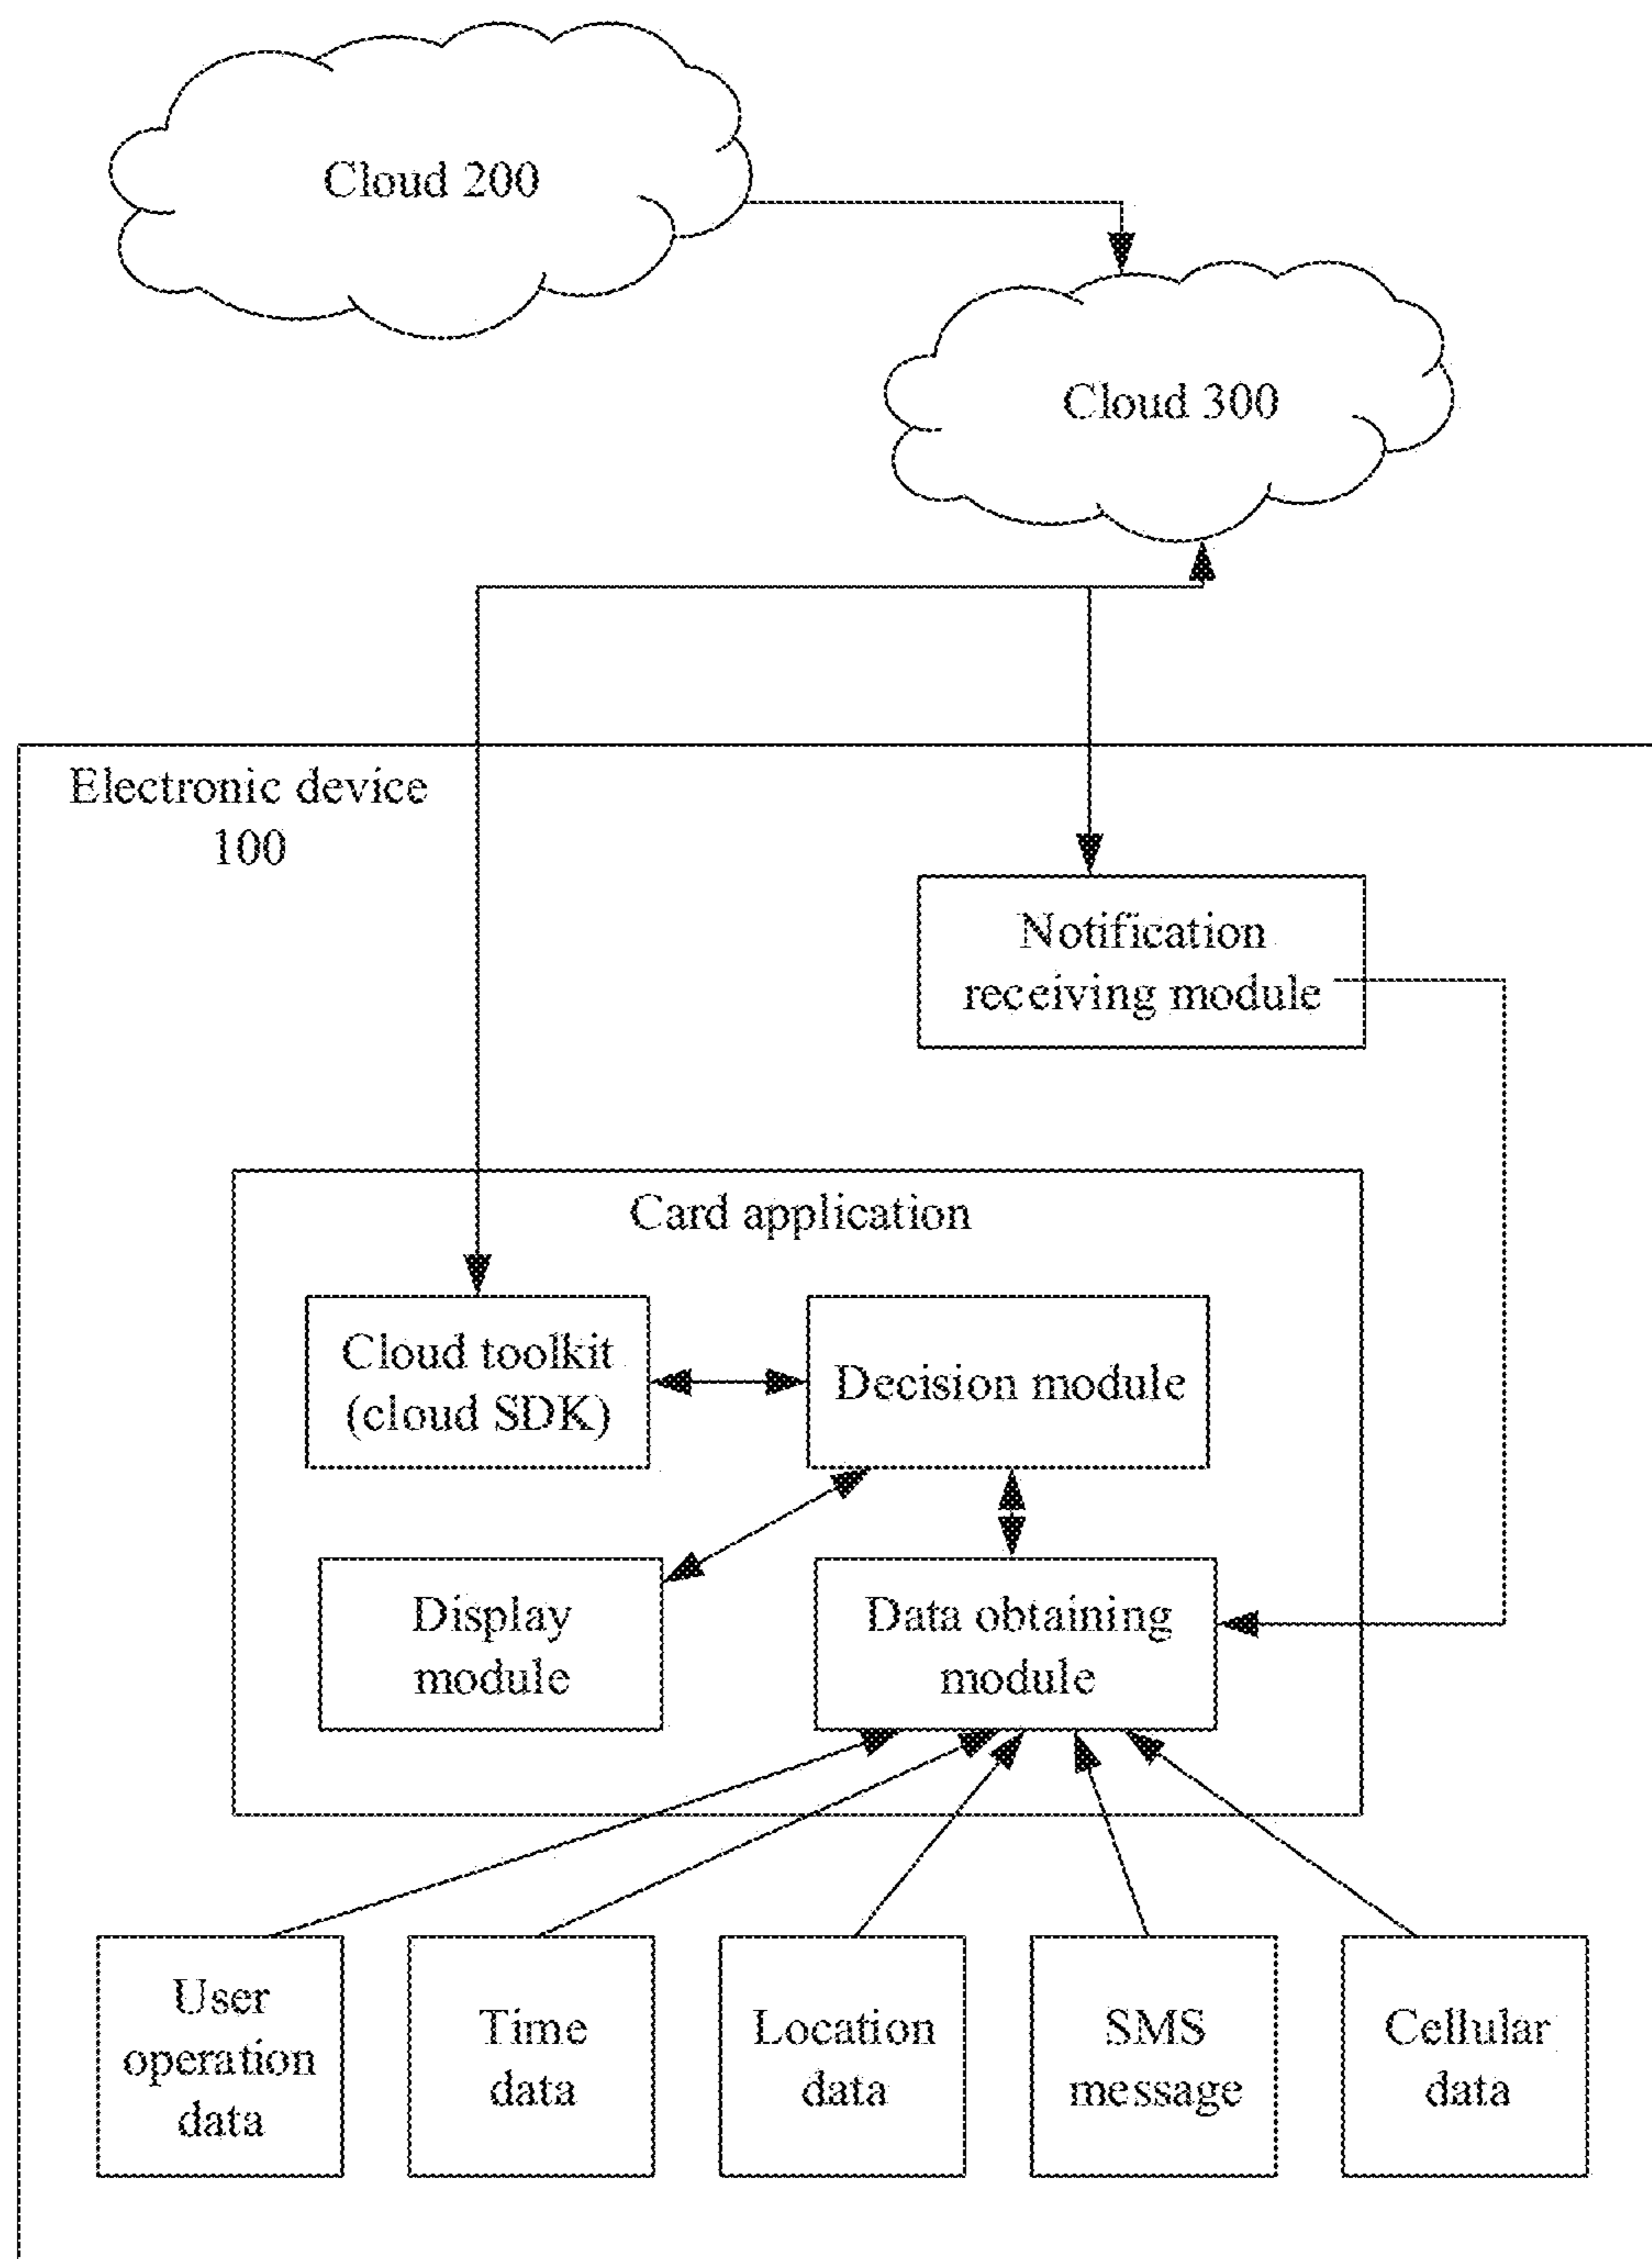 Cloud 200
Cloud 300
Electronic device
100
Notification
receiving module
Card application
Cloud toolkit
(cloud SDK)
Decision module
Display
module
Data obtaining
module
User
operation
data
Time
data
Location
data
SMS
message
Cellular
data